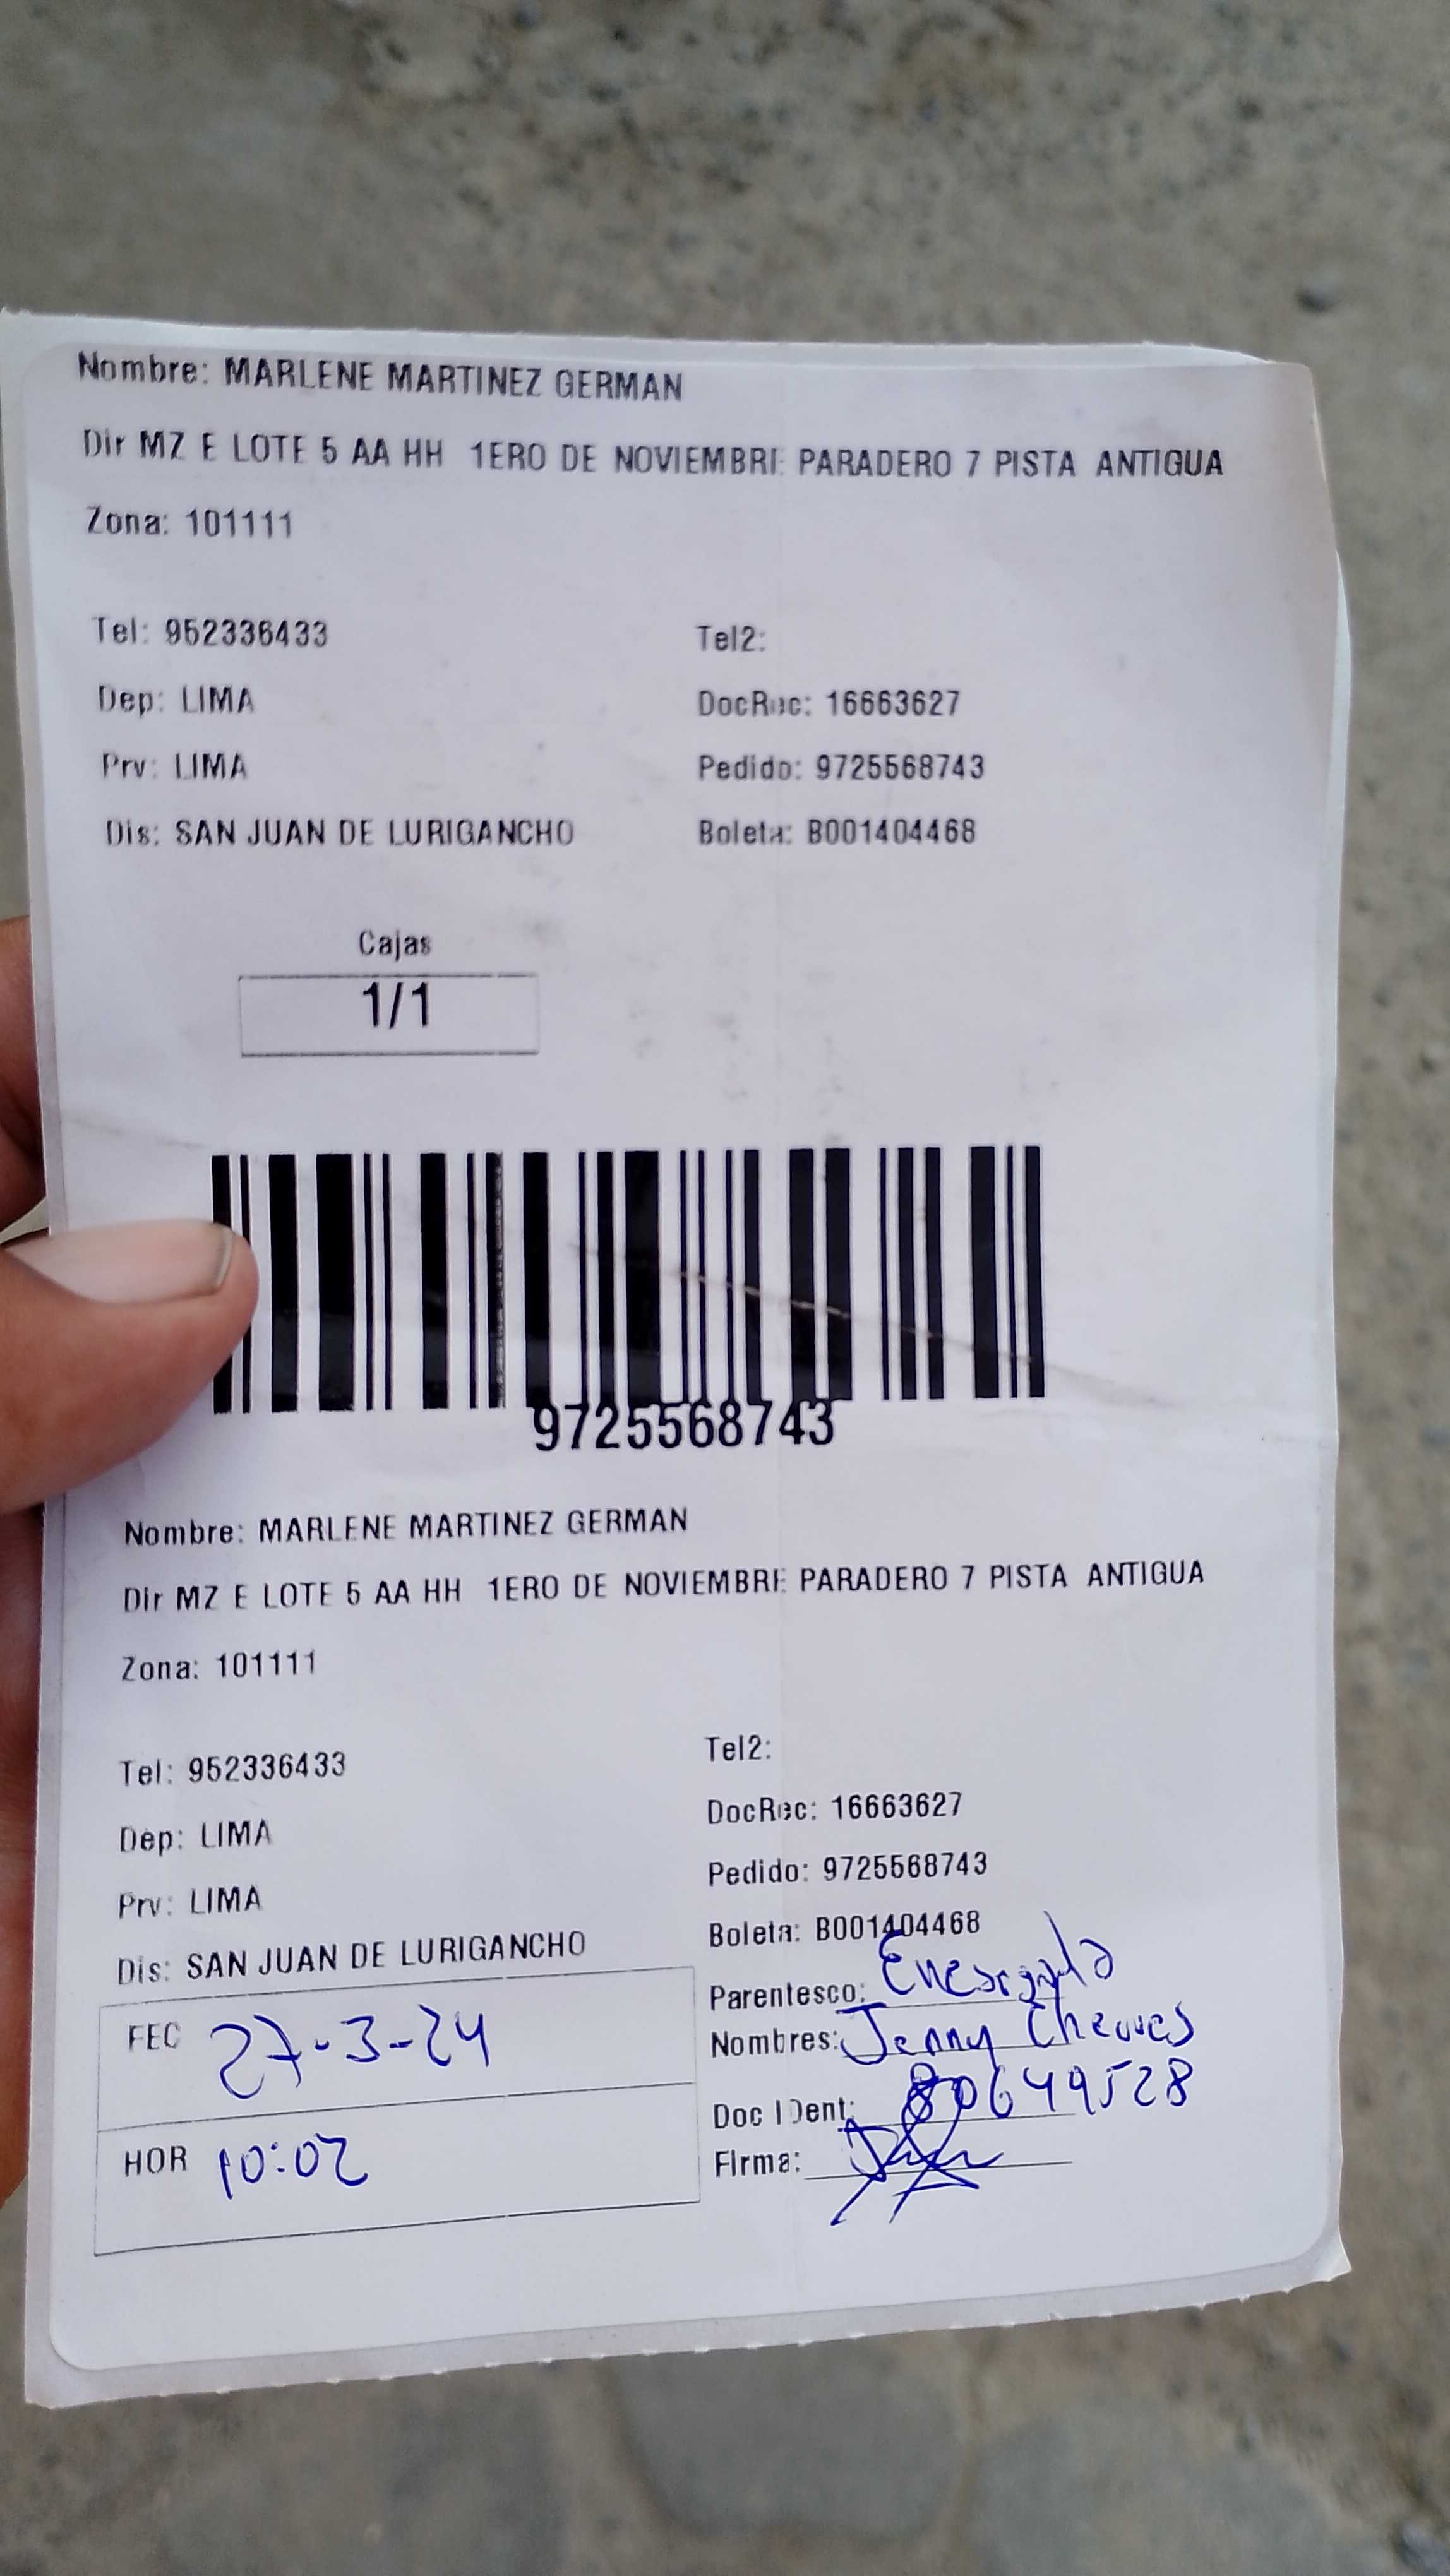 Nombre: MARLENE MARTINEZ GERMAN
Dir MZ E LOTE 5 AA HH 1ERO DE NOVIEMBRE PARADERO 7 PISTA ANTIGUA
Zona: 101111
Tel: 952336433 Tel2:
Dep: LIMA DocRec: 16663627
Prv: LIMA Pedido: 9725568743
Dis: SAN JUAN DE LURIGANCHO Boleta: B001404468
Cajas
1/1
9725568743
Nombre: MARLENE MARTINEZ GERMAN
Dir MZ E LOTE 5 AA HH 1ERO DE NOVIEMBRE PARADERO 7 PISTA ANTIGUA
Zona: 101111
Tel: 952336433 Tel2:
Dep: LIMA DocRec: 16663627
Prv: LIMA Pedido: 9725568743
Dis: SAN JUAN DE LURIGANCHO Boleta: B001404468
Parentesco: Encargada
FEC 27-3-24 Nombres: Jenny
Doc IDent: 80649528
HOR 10:02 Firma: